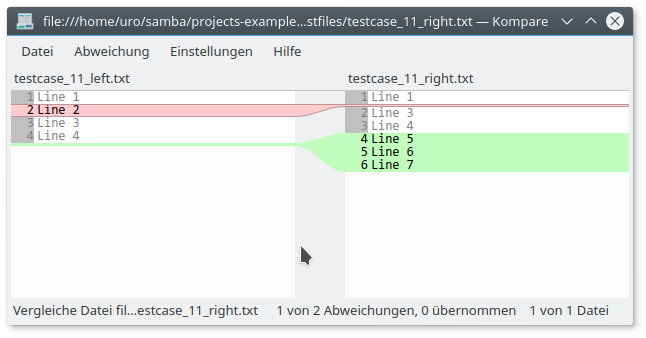 file:///home/uro/samba/projects-example...stfiles/testcase_11_right.txt — Kompare
Datei Abweichung Einstellungen Hilfe
testcase_11_left.txt
1 Line 1
2 Line 2
3 Line 3
4 Line 4
testcase_11_right.txt
1 Line 1
2 Line 3
3 Line 4
4 Line 5
5 Line 6
6 Line 7
Vergleiche Datei fil...estcase_11_right.txt 1 von 2 Abweichungen, 0 übernommen 1 von 1 Datei